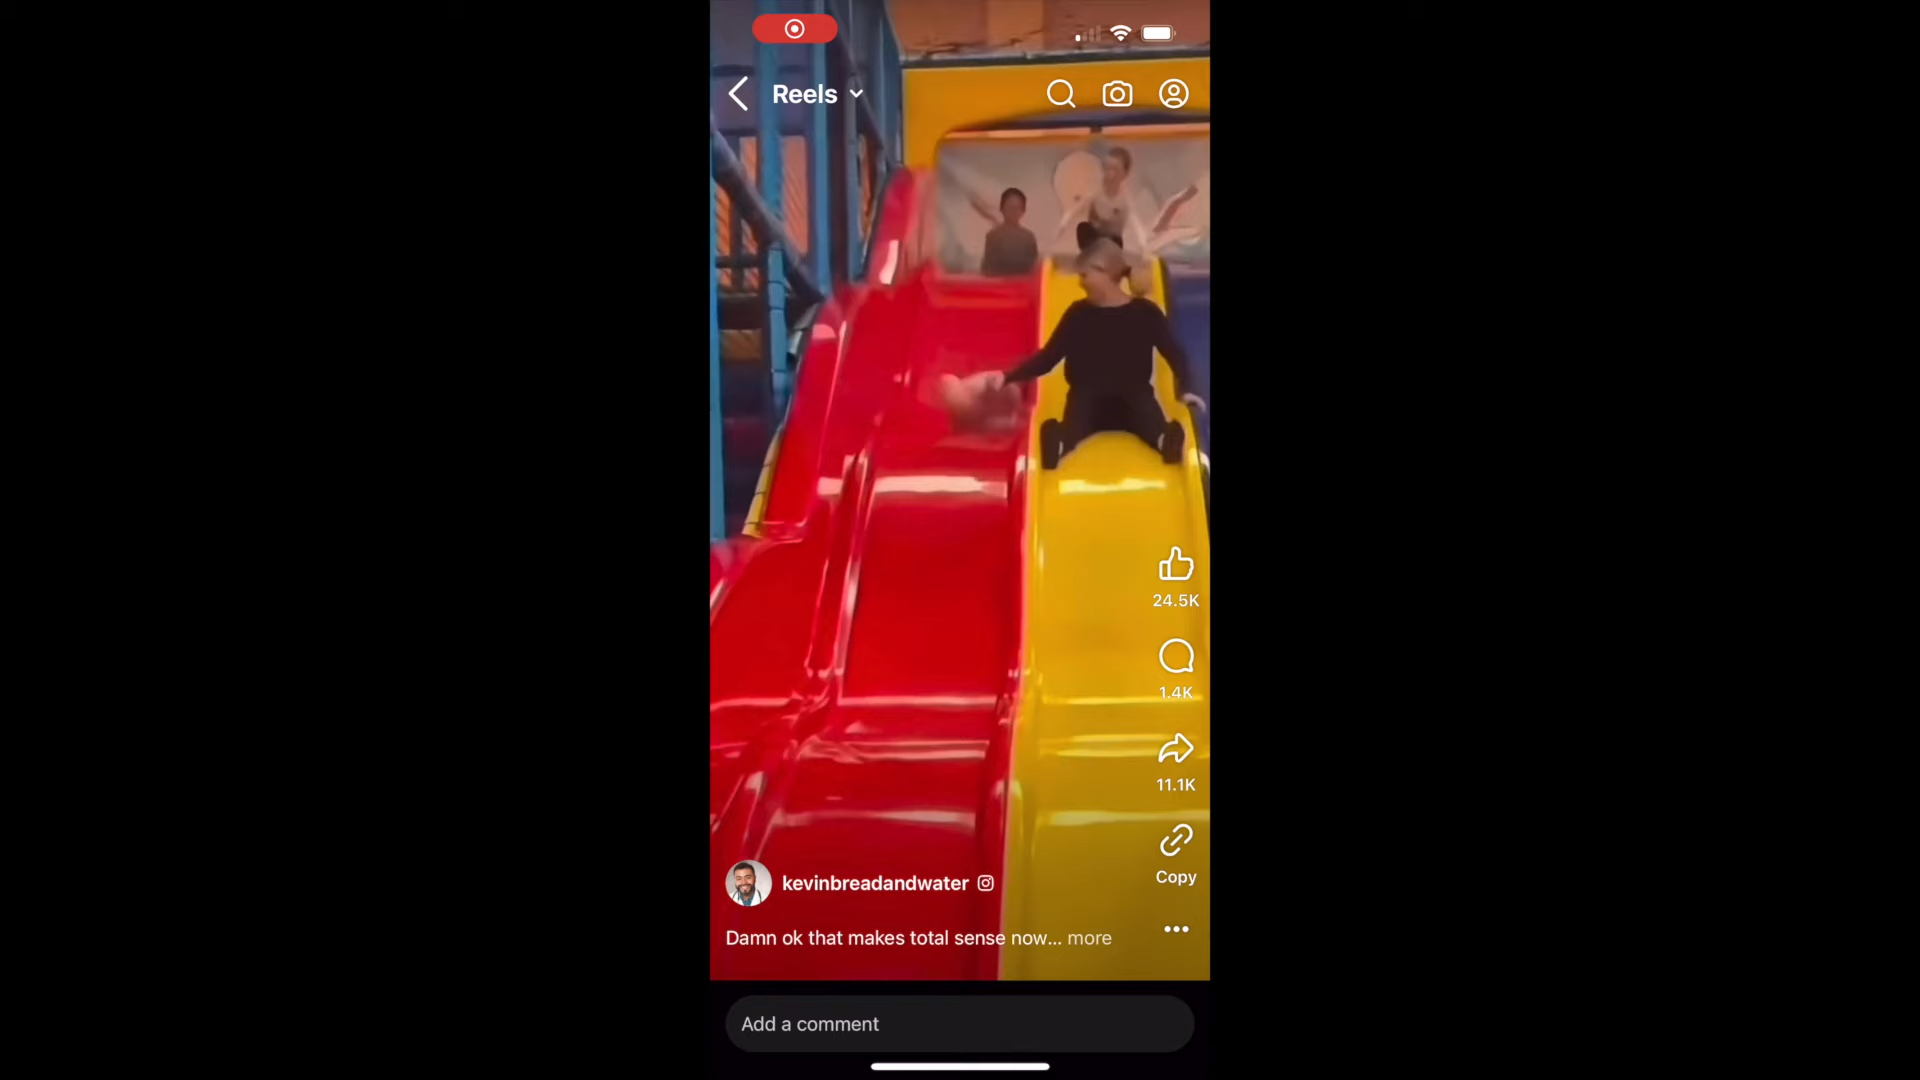 Reels
24.5K
1.4K
11.1K
Copy
kevinbreadandwater
Damn ok that makes total sense now... more
Add a comment